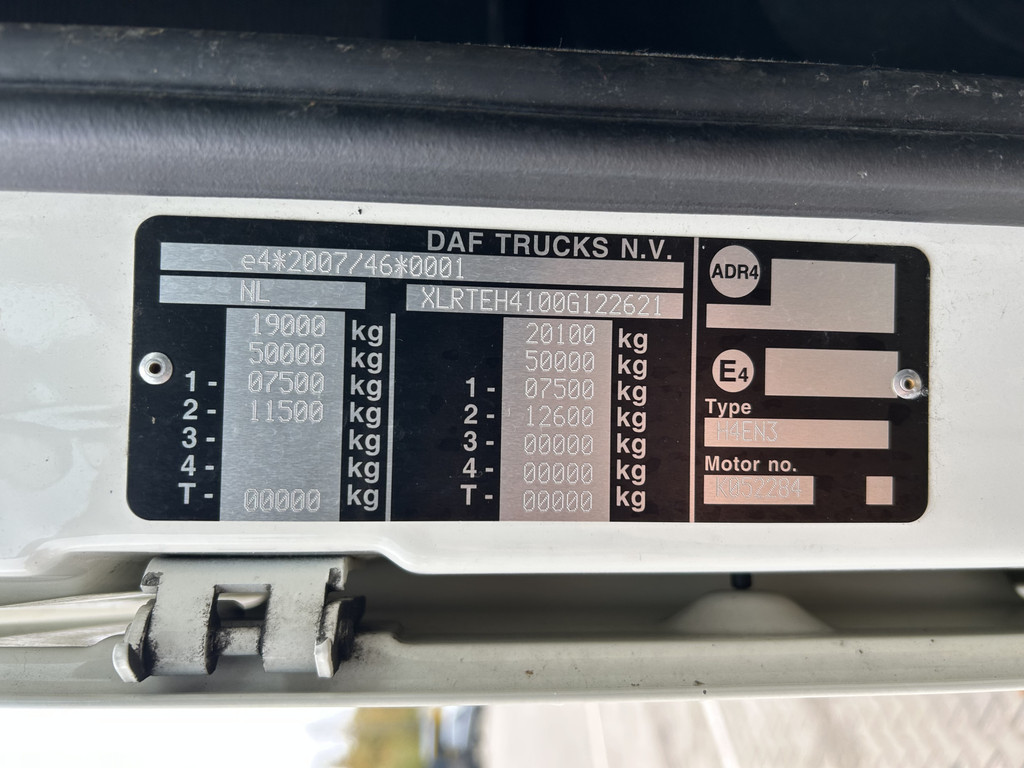 DAF TRUCKS N.V.
e4*2007/46*0001
NL XLRTEH4100G122621
19000 kg 20100 kg
50000 kg 50000 kg
1- 07500 kg 1- 07500 kg
2- 11500 kg 2- 12600 kg
3- kg 3- 00000 kg
4- kg 4- 00000 kg
T- 00000 kg T- 00000 kg
ADR4
E4
Type
H4EN3
Motor no.
K052284